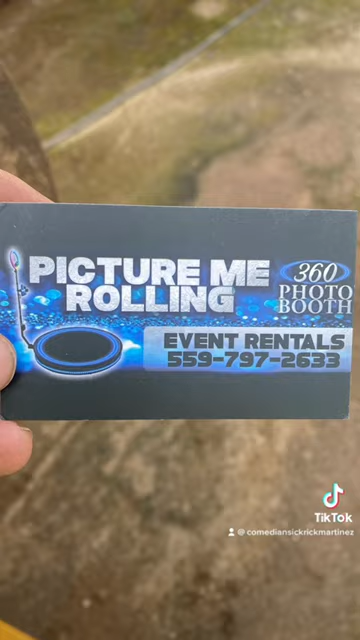 PICTURE ME
ROLLING
360
PHOTO
BOOTH
EVENT RENTALS
559-797-2633
TikTok
@comediansickrickmartinez